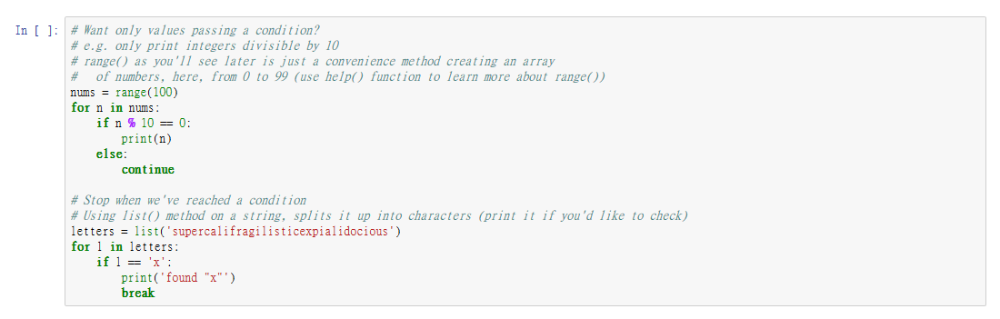 In [ ]: # Want only values passing a condition?
# e.g. only print integers divisible by 10
# range() as you'll see later is just a convenience method creating an array
#   of numbers, here, from 0 to 99 (use help() function to learn more about range())
nums = range(100)
for n in nums:
    if n % 10 == 0:
        print(n)
    else:
        continue

# Stop when we've reached a condition
# Using list() method on a string, splits it up into characters (print it if you'd like to check)
letters = list('supercalifragilisticexpialidocious')
for l in letters:
    if l == 'x':
        print('found "x"')
        break